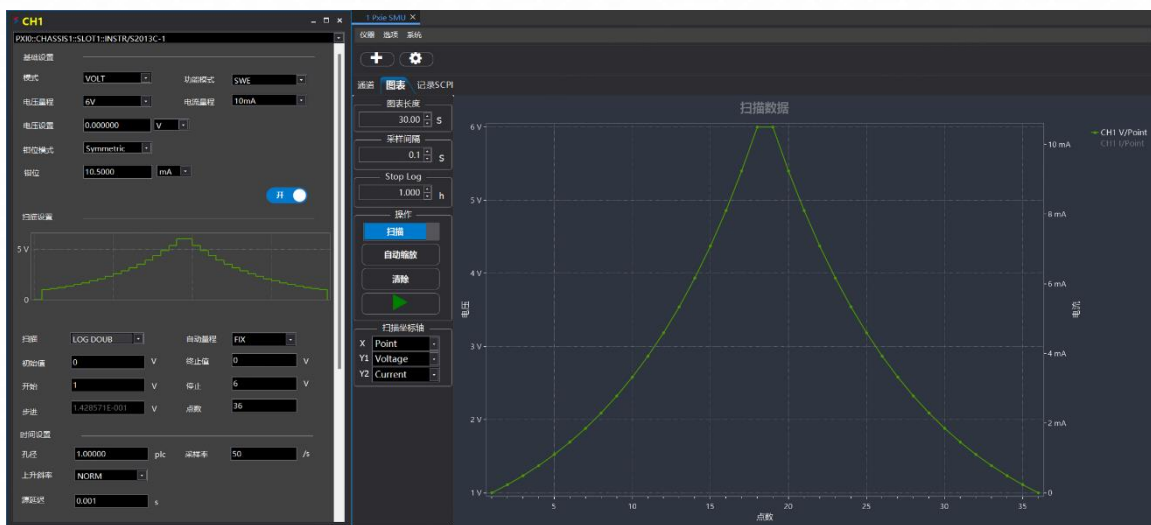 CH1
PXI0::CHASSIS1::SLOT1::INSTR/S2013C-1
基础设置
模式 VOLT 功能模式 SWE
电压量程 6V 电流量程 10mA
电压设置 0.000000 V
钳位模式 Symmetric
钳位 10.5000 mA
开
扫描设置
5 V
0
扫描 LOG DOUB 自动量程 FIX
初始值 0 V 终止值 0 V
开始 1 V 停止 6 V
步进 1.428571E-001 V 点数 36
时间设置
孔径 1.00000 plc 采样率 50 /s
上升斜率 NORM
源延迟 0.001 s
1 Pxie SMU
仪器 选项 系统
通道 图表 记录SCPI
图表长度
30.00 S
采样间隔
0.1 S
Stop Log
1.000 h
操作
扫描
自动缩放
清除
扫描坐标轴
X Point
Y1 Voltage
Y2 Current
扫描数据
6 V
5 V
4 V
3 V
2 V
1 V
电压
10 mA
8 mA
6 mA
4 mA
2 mA
0
电流
5 10 15 20 25 30 35
点数
CH1 V/Point
CH1 I/Point